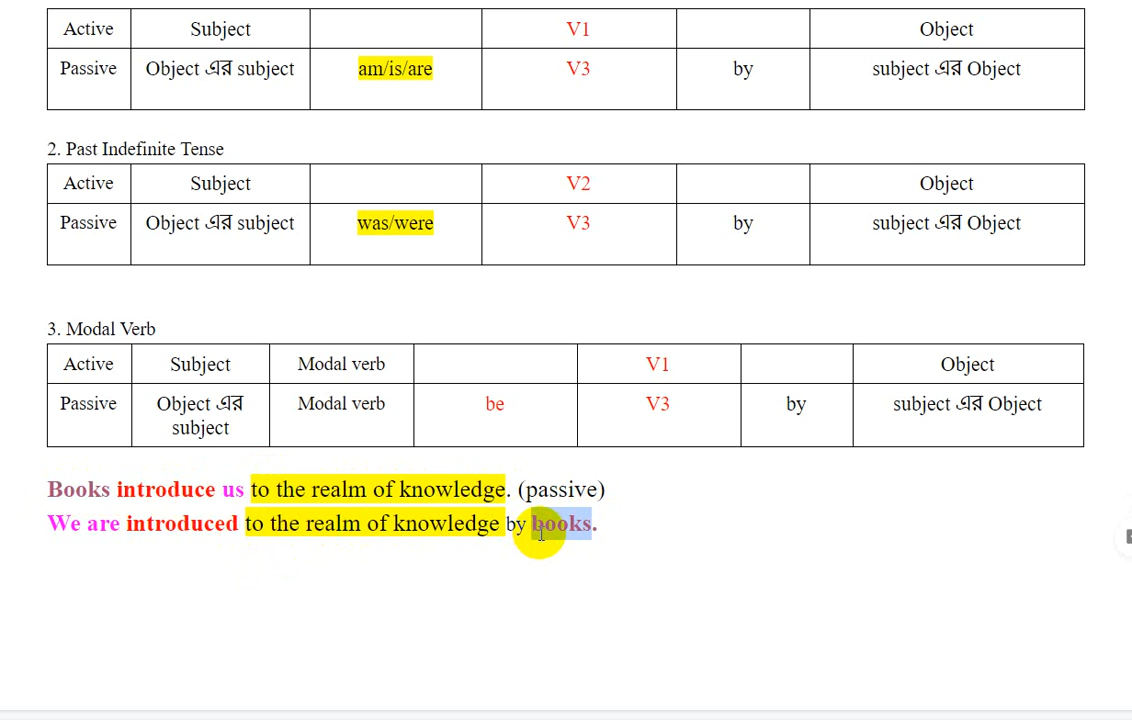 Active Subject V1 Object
Passive Object এর subject am/is/are V3 by subject এর Object
2. Past Indefinite Tense
Active Subject V2 Object
Passive Object এর subject was/were V3 by subject এর Object
3. Modal Verb
Active Subject Modal verb V1 Object
Passive Object এর Modal verb be V3 by subject এর Object
subject
Books introduce us to the realm of knowledge. (passive)
We are introduced to the realm of knowledge by books.